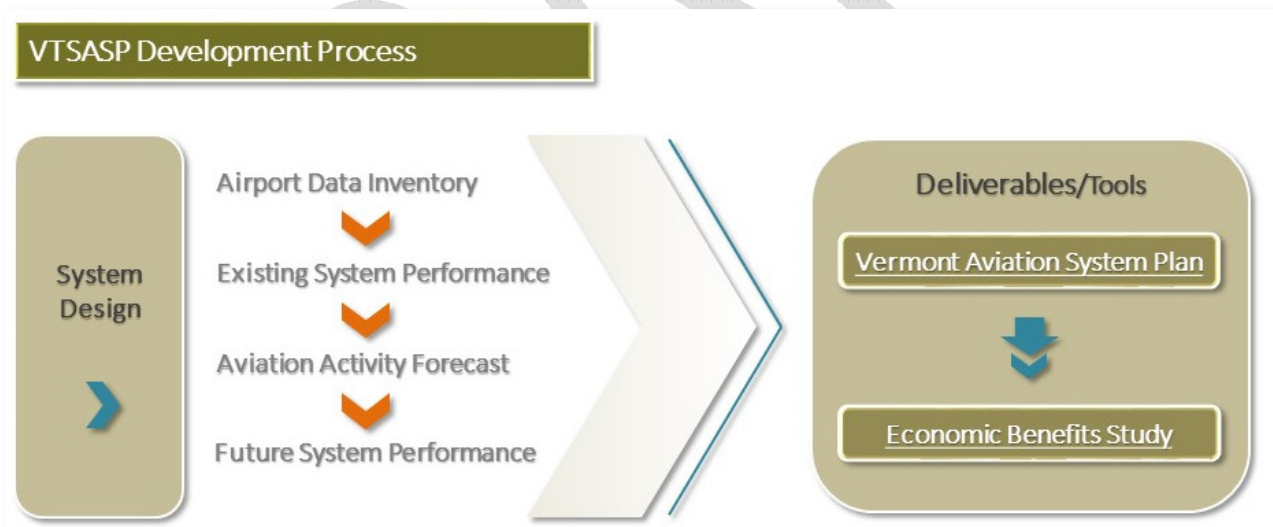 VTSASP Development Process
System
Design
Airport Data Inventory
Existing System Performance
Aviation Activity Forecast
Future System Performance
Deliverables/Tools
Vermont Aviation System Plan
Economic Benefits Study